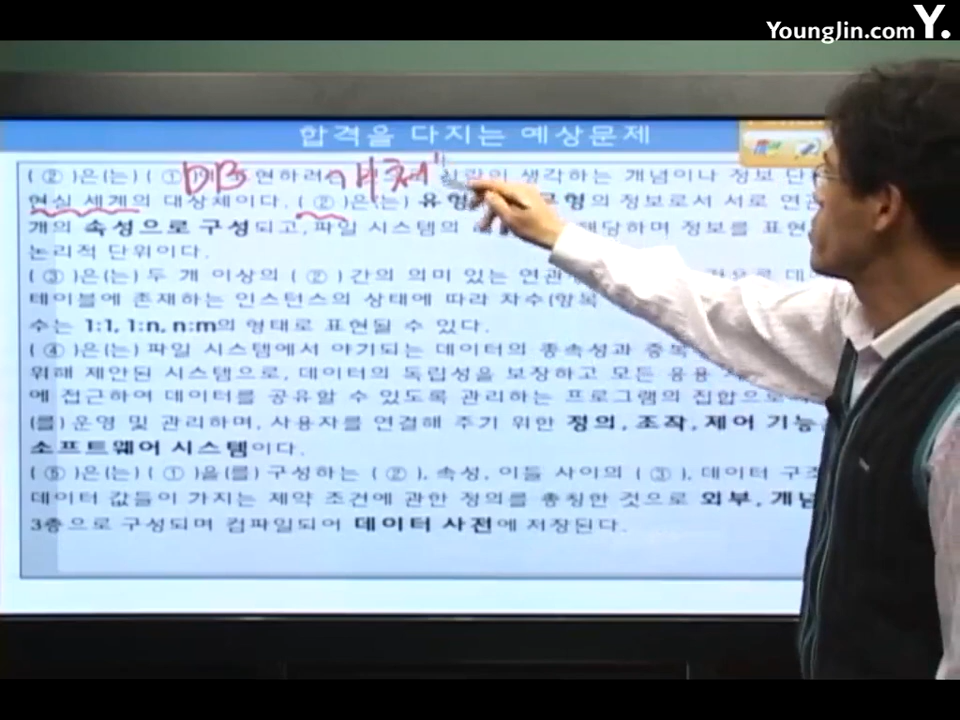 YoungJin.com Y.
합격을 다지는 예상문제
( ② )은(는) ( ① DB 현하려는 개체 사람이 생각하는 개념이나 정보 단
현실 세계의 대상체이다. ( ② )은(는) 유형 형의 정보로서 서로 연관
개의 속성으로 구성되고, 파일 시스템의 해당하며 정보를 표현
논리적 단위이다.
( ③ )은(는) 두 개 이상의 ( ② )간의 의미 있는 연관
테이블에 존재하는 인스턴스의 상태에 따라 차수(항목
수는 1:1, 1:n, n:m의 형태로 표현될 수 있다.
( ④ )은(는) 파일 시스템에서 야기되는 데이터의 종속성과 중복
위해 제안된 시스템으로, 데이터의 독립성을 보장하고 모든 응용
에 접근하여 데이터를 공유할 수 있도록 관리하는 프로그램의 집합으로
(를) 운영 및 관리하며, 사용자를 연결해 주기 위한 정의, 조작, 제어 기능
소프트웨어 시스템이다.
( ⑤ )은(는) ( ① )을(를) 구성하는 ( ② ), 속성, 이들 사이의 ( ③ ), 데이터 구조
데이터 값들이 가지는 제약 조건에 관한 정의를 총칭한 것으로 외부, 개념
3층으로 구성되며 컴파일되어 데이터 사전에 저장된다.